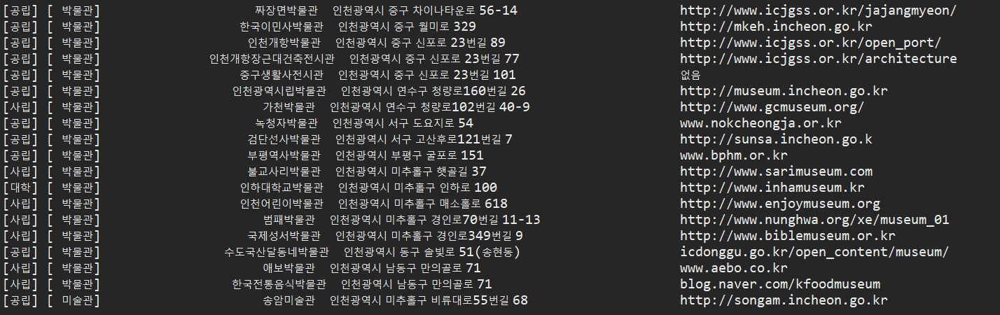 [공립] [ 박물관] 짜장면박물관 인천광역시 중구 차이나타운로 56-14 http://www.icjgss.or.kr/jajangmyeon/
[공립] [ 박물관] 한국이민사박물관 인천광역시 중구 월미로 329 http://mkeh.incheon.go.kr
[공립] [ 박물관] 인천개항박물관 인천광역시 중구 신포로 23번길 89 http://www.icjgss.or.kr/open_port/
[공립] [ 박물관] 인천개항장근대건축전시관 인천광역시 중구 신포로 23번길 77 http://www.icjgss.or.kr/architecture
[공립] [ 박물관] 중구생활사전시관 인천광역시 중구 신포로 23번길 101 없음
[공립] [ 박물관] 인천광역시립박물관 인천광역시 연수구 청량로160번길 26 http://museum.incheon.go.kr
[사립] [ 박물관] 가천박물관 인천광역시 연수구 청량로102번길 40-9 http://www.gcmuseum.org/
[공립] [ 박물관] 녹청자박물관 인천광역시 서구 도요지로 54 www.nokcheongja.or.kr
[공립] [ 박물관] 검단선사박물관 인천광역시 서구 고산후로121번길 7 http://sunsa.incheon.go.k
[공립] [ 박물관] 부평역사박물관 인천광역시 부평구 굴포로 151 www.bphm.or.kr
[사립] [ 박물관] 불교사리박물관 인천광역시 미추홀구 햇골길 37 http://www.sarimuseum.com
[대학] [ 박물관] 인하대학교박물관 인천광역시 미추홀구 인하로 100 http://www.inhamuseum.kr
[사립] [ 박물관] 인천어린이박물관 인천광역시 미추홀구 매소홀로 618 http://www.enjoymuseum.org
[사립] [ 박물관] 범패박물관 인천광역시 미추홀구 경인로70번길 11-13 http://www.nunghwa.org/xe/museum_01
[사립] [ 박물관] 국제성서박물관 인천광역시 미추홀구 경인로349번길 9 http://www.biblemuseum.or.kr
[공립] [ 박물관] 수도국산달동네박물관 인천광역시 동구 솔빛로 51(송현동) icdonggu.go.kr/open_content/museum/
[사립] [ 박물관] 애보박물관 인천광역시 남동구 만의골로 71 www.aebo.co.kr
[사립] [ 박물관] 한국전통음식박물관 인천광역시 남동구 만의골로 71 blog.naver.com/kfoodmuseum
[공립] [ 미술관] 송암미술관 인천광역시 미추홀구 비류대로55번길 68 http://songam.incheon.go.kr